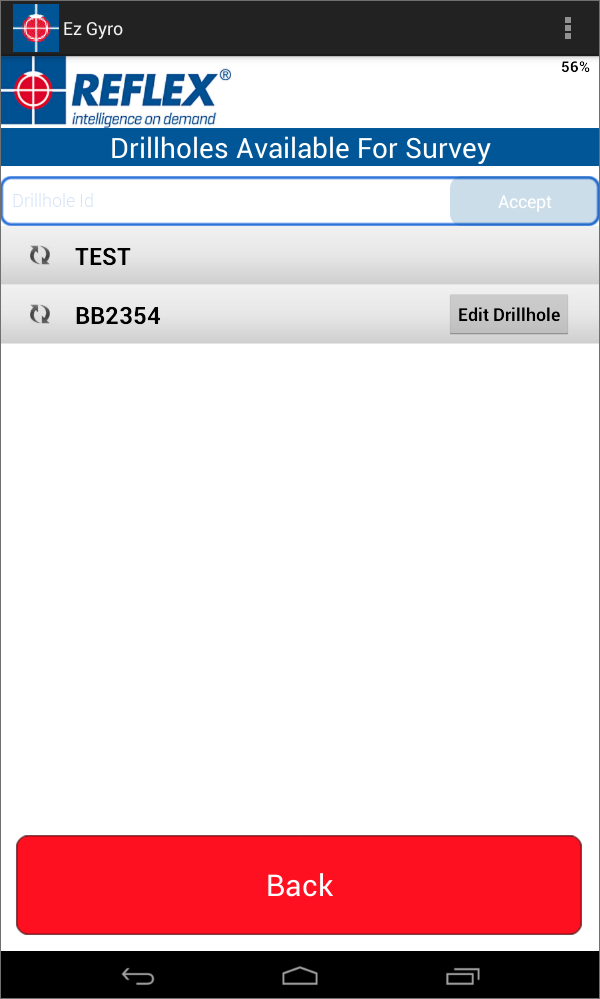 Ez Gyro
56%
REFLEX®
intelligence on demand
Drillholes Available For Survey
Drillhole Id
Accept
TEST
BB2354
Edit Drillhole
Back